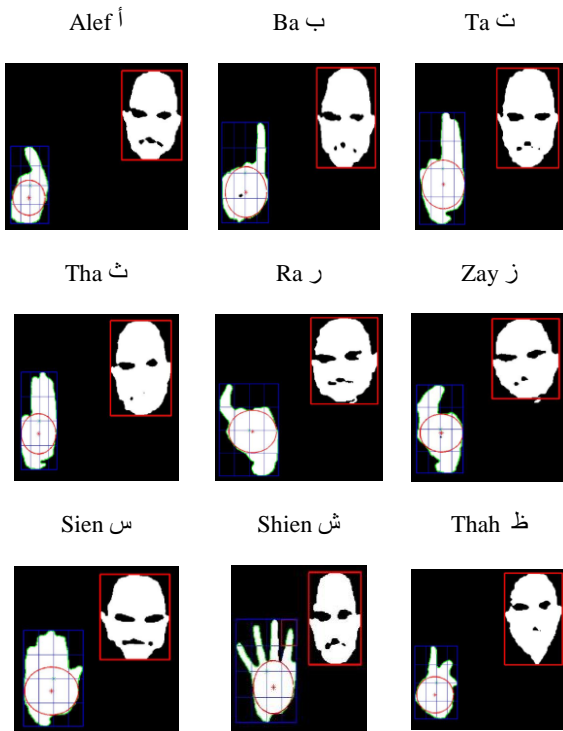 Alef أ
Ba ب
Ta ت
Tha ث
Ra ر
Zay ز
Sien س
Shien ش
Thah ظ